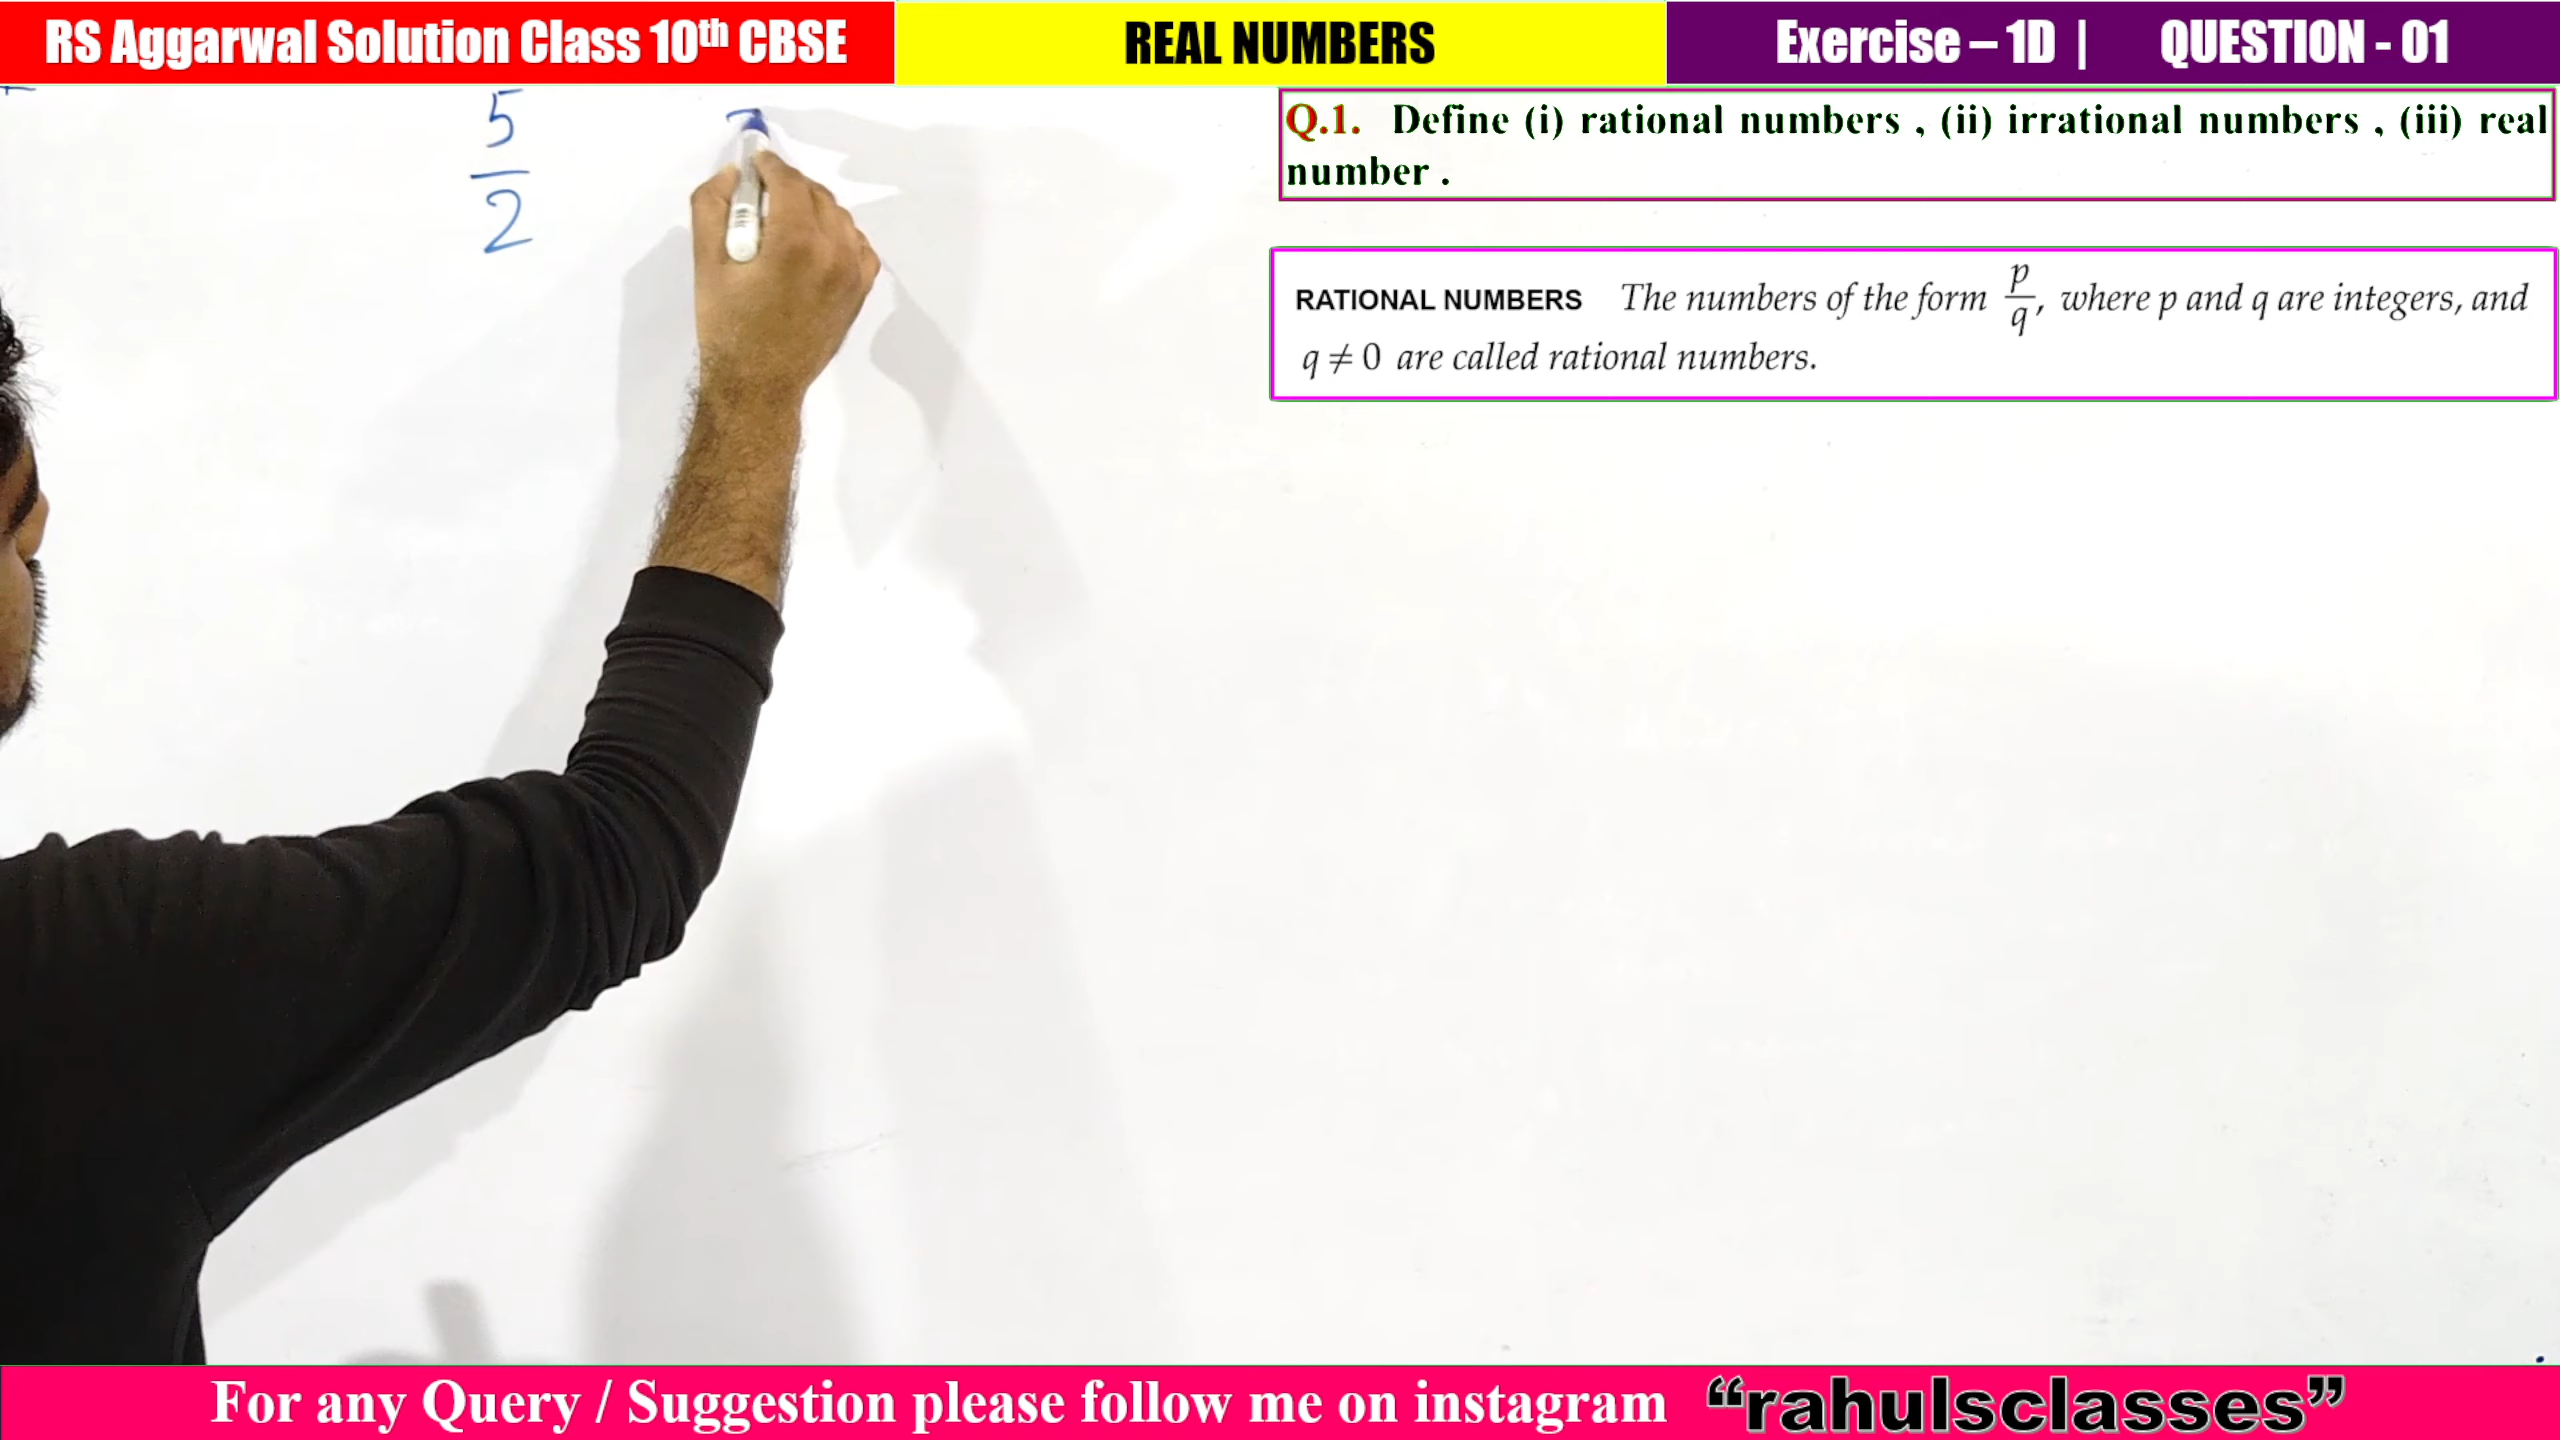 RS Aggarwal Solution Class 10th CBSE
REAL NUMBERS
Exercise – 1D | QUESTION - 01
5
2
Q.1. Define (i) rational numbers , (ii) irrational numbers , (iii) real
number .
RATIONAL NUMBERS The numbers of the form p/q, where p and q are integers, and
q ≠ 0 are called rational numbers.
For any Query / Suggestion please follow me on instagram “rahulsclasses”